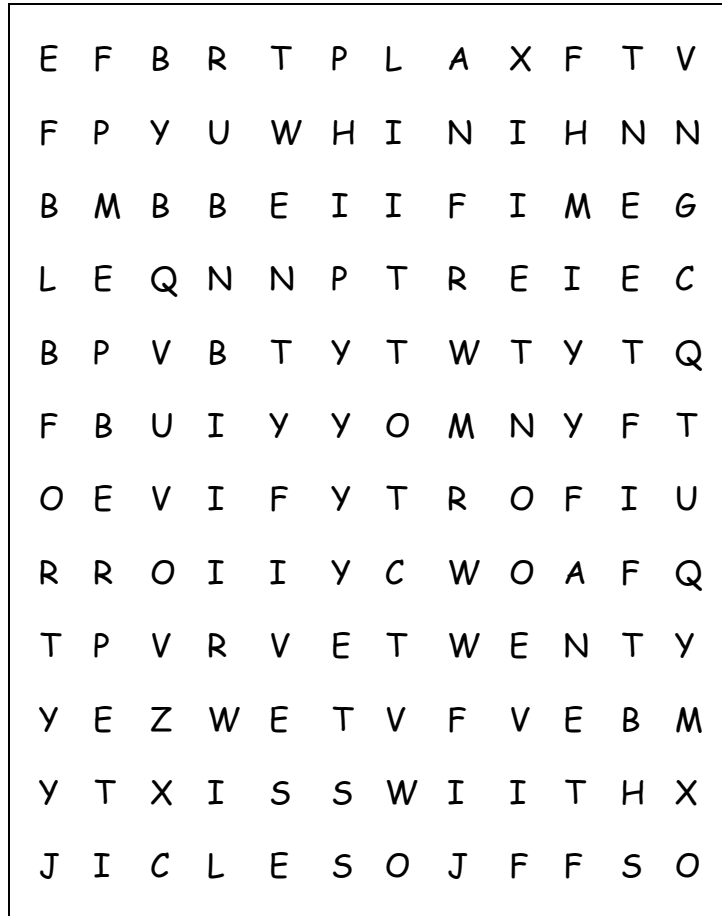 E F B R T P L A X F T V
F P Y U W H I N I H N N
B M B B E I I F I M E G
L E Q N N P T R E I E C
B P V B T Y T W T Y T Q
F B U I Y Y O M N Y F T
O E V I F Y T R O F I U
R R O I I Y C W O A F Q
T P V R V E T W E N T Y
Y E Z W E T V F V E B M
Y T X I S S W I I T H X
J I C L E S O J F F S O